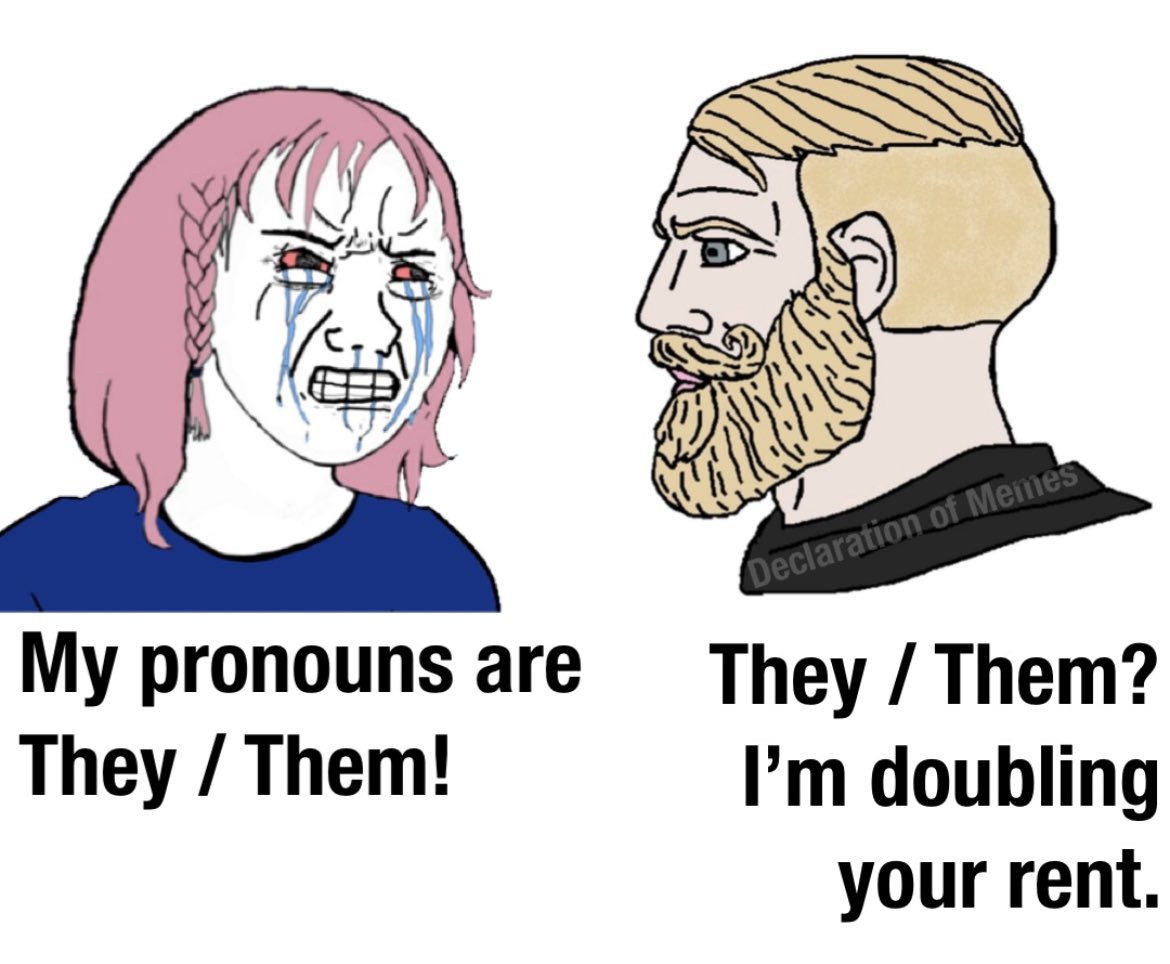 Declaration of Memes
My pronouns are
They / Them!
They / Them?
I’m doubling
your rent.